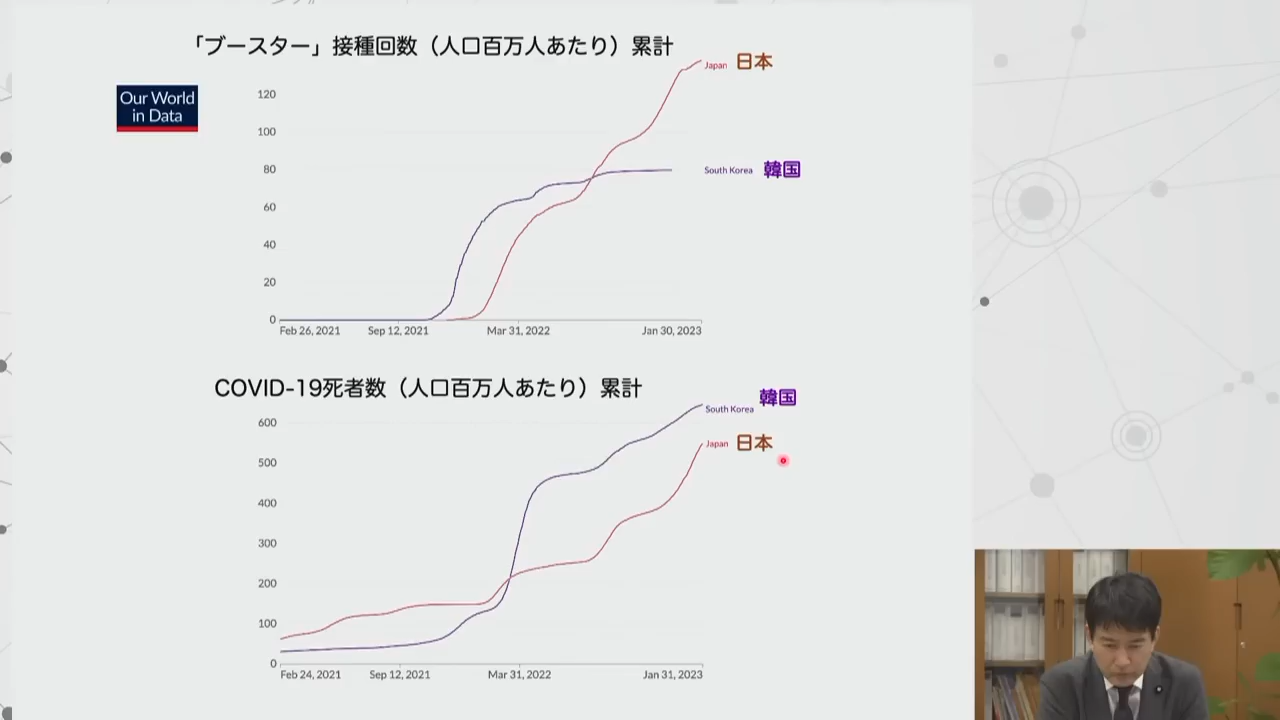 「ブースター」接種回数（人口百万人あたり）累計
Our World
in Data
Japan 日本
120
100
80
South Korea 韓国
60
40
20
0
Feb 26, 2021 Sep 12, 2021 Mar 31, 2022 Jan 30, 2023
COVID-19死者数（人口百万人あたり）累計
South Korea 韓国
600
Japan 日本
500
400
300
200
100
0
Feb 24, 2021 Sep 12, 2021 Mar 31, 2022 Jan 31, 2023